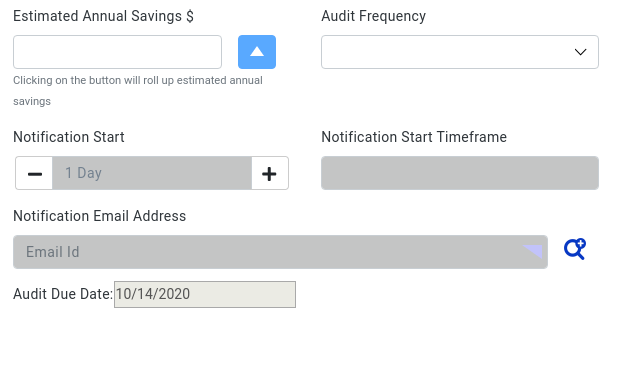 Estimated Annual Savings $
Audit Frequency
Clicking on the button will roll up estimated annual
savings
Notification Start
Notification Start Timeframe
1 Day
Notification Email Address
Email Id
Audit Due Date: 10/14/2020